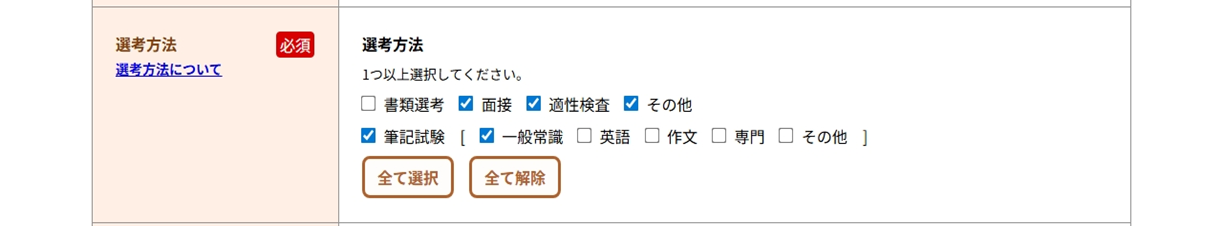 選考方法 必須
選考方法について
選考方法
1つ以上選択してください。
書類選考 面接 適性検査 その他
筆記試験 [ 一般常識 英語 作文 専門 その他 ]
全て選択 全て解除